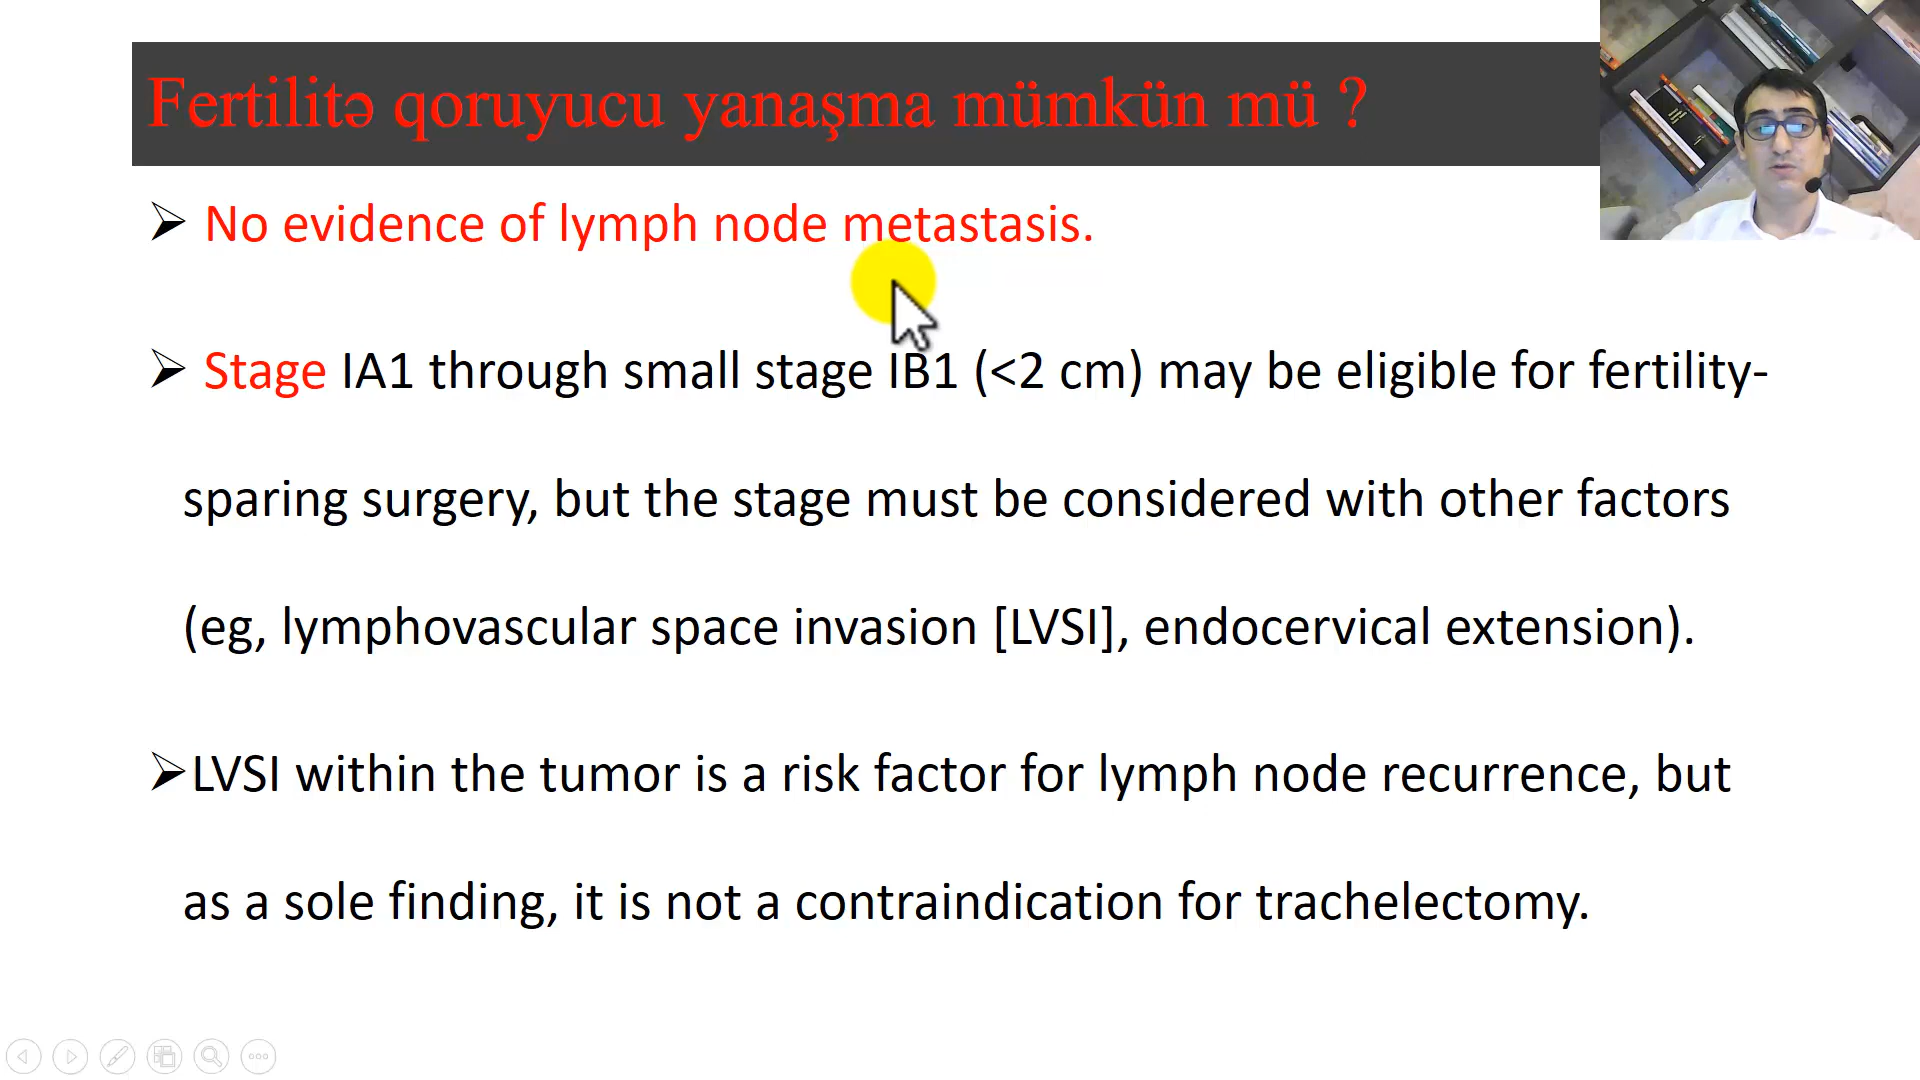 Fertilitə qoruyucu yanaşma mümkün mü ?
No evidence of lymph node metastasis.
Stage IA1 through small stage IB1 (<2 cm) may be eligible for fertility-
sparing surgery, but the stage must be considered with other factors
(eg, lymphovascular space invasion [LVSI], endocervical extension).
LVSI within the tumor is a risk factor for lymph node recurrence, but
as a sole finding, it is not a contraindication for trachelectomy.